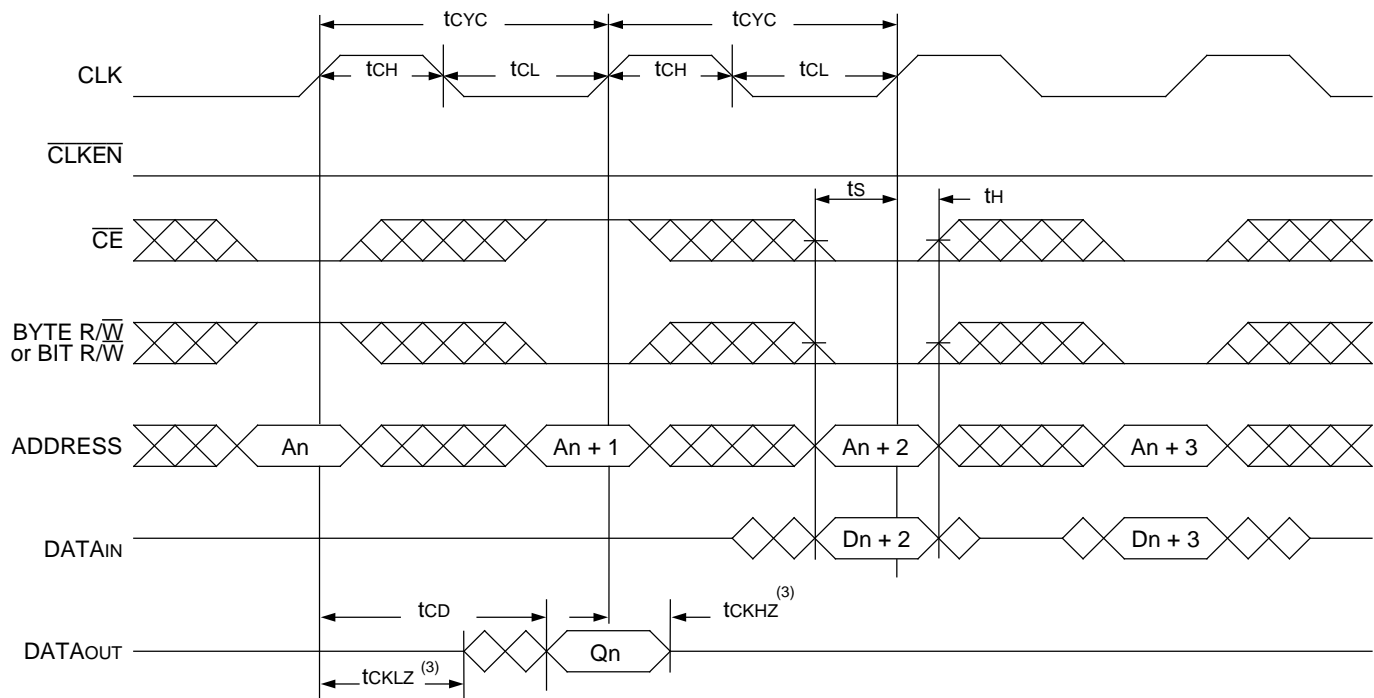 tCYC tCYC
CLK tCH tCL tCH tCL
CLKEN
tS tH
CE
BYTE R/W
or BIT R/W
ADDRESS An An + 1 An + 2 An + 3
DATAIN Dn + 2 Dn + 3
tCD tCKHZ(3)
DATAOUT Qn
tCKLZ (3)